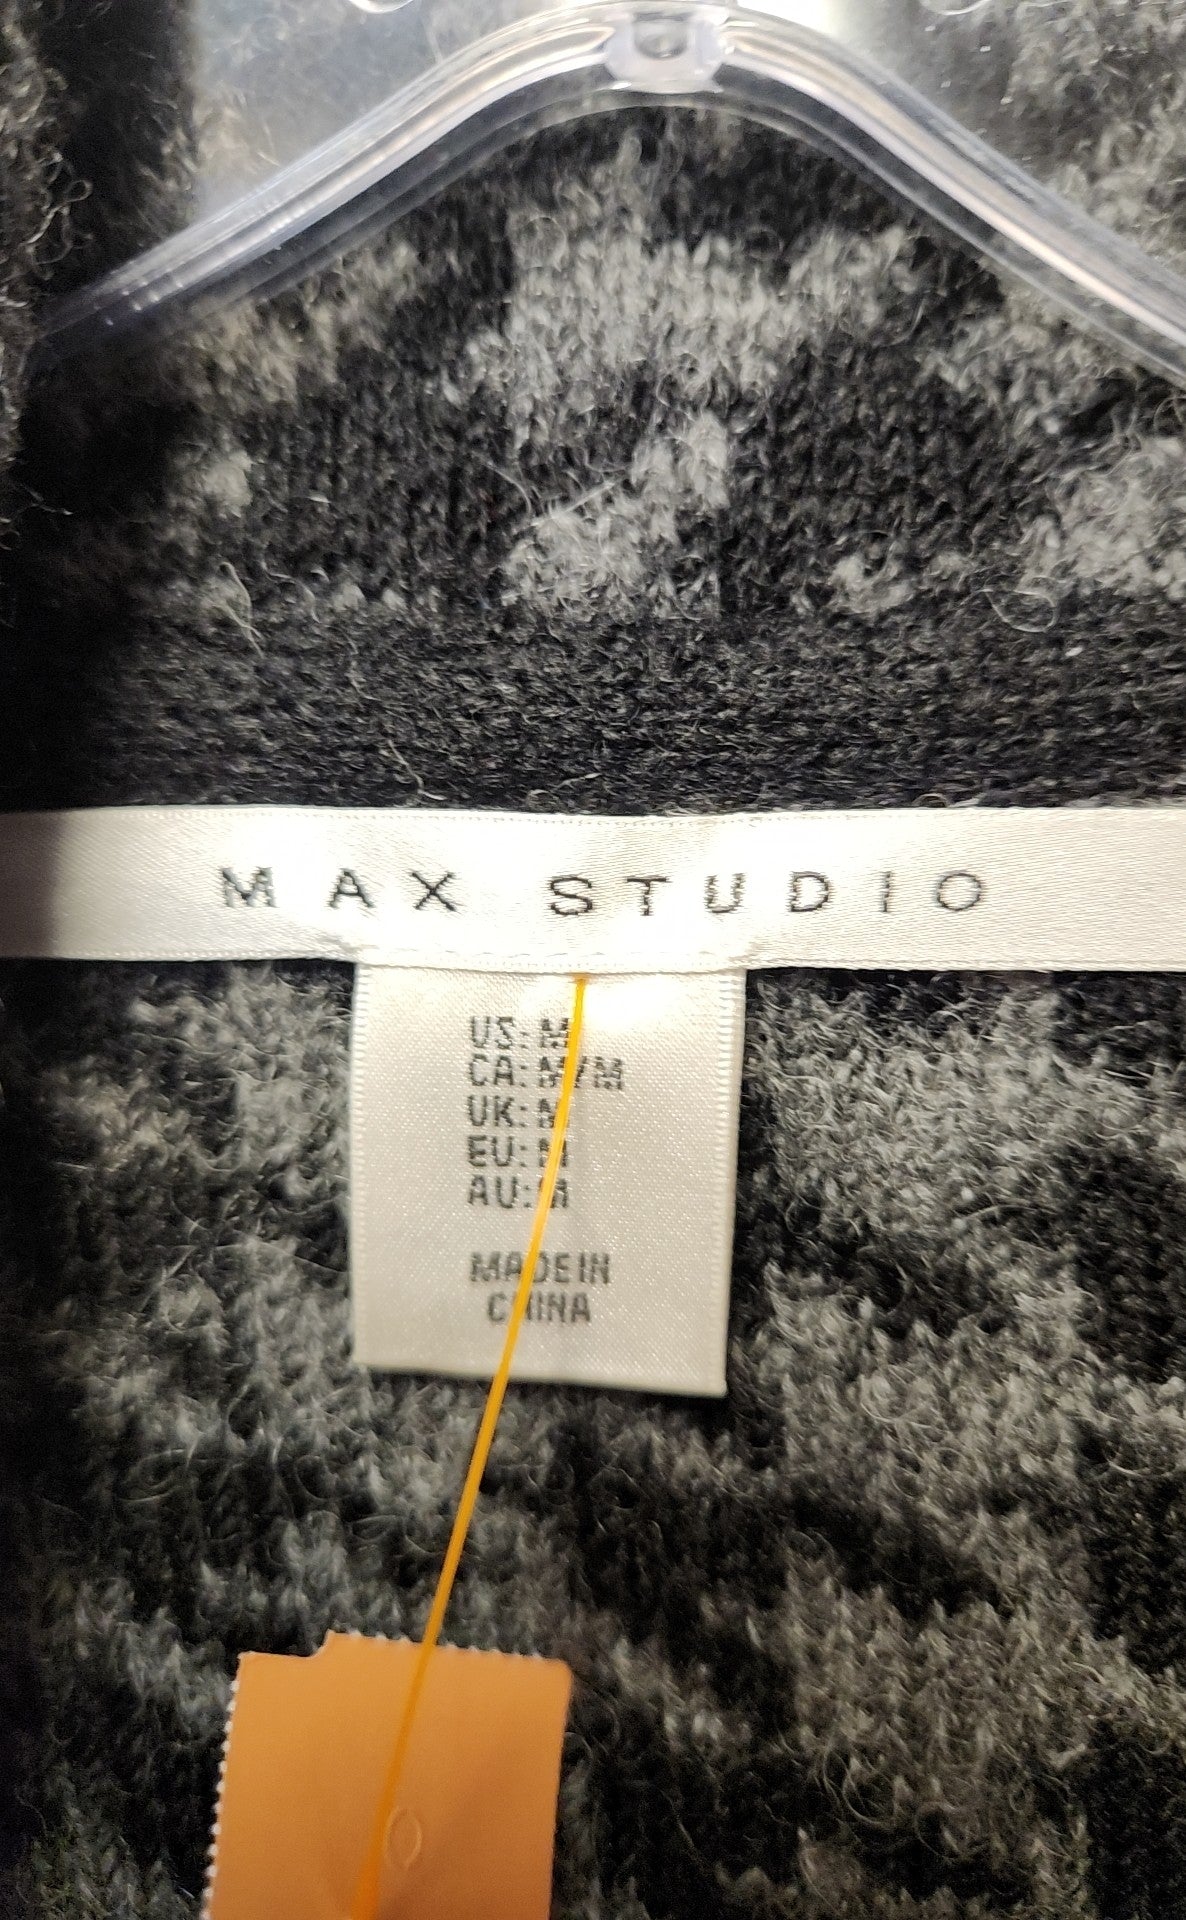 MAX STUDIO
US: M
CA: M/M
UK: M
EU: M
AU: M
MADE IN
CHINA